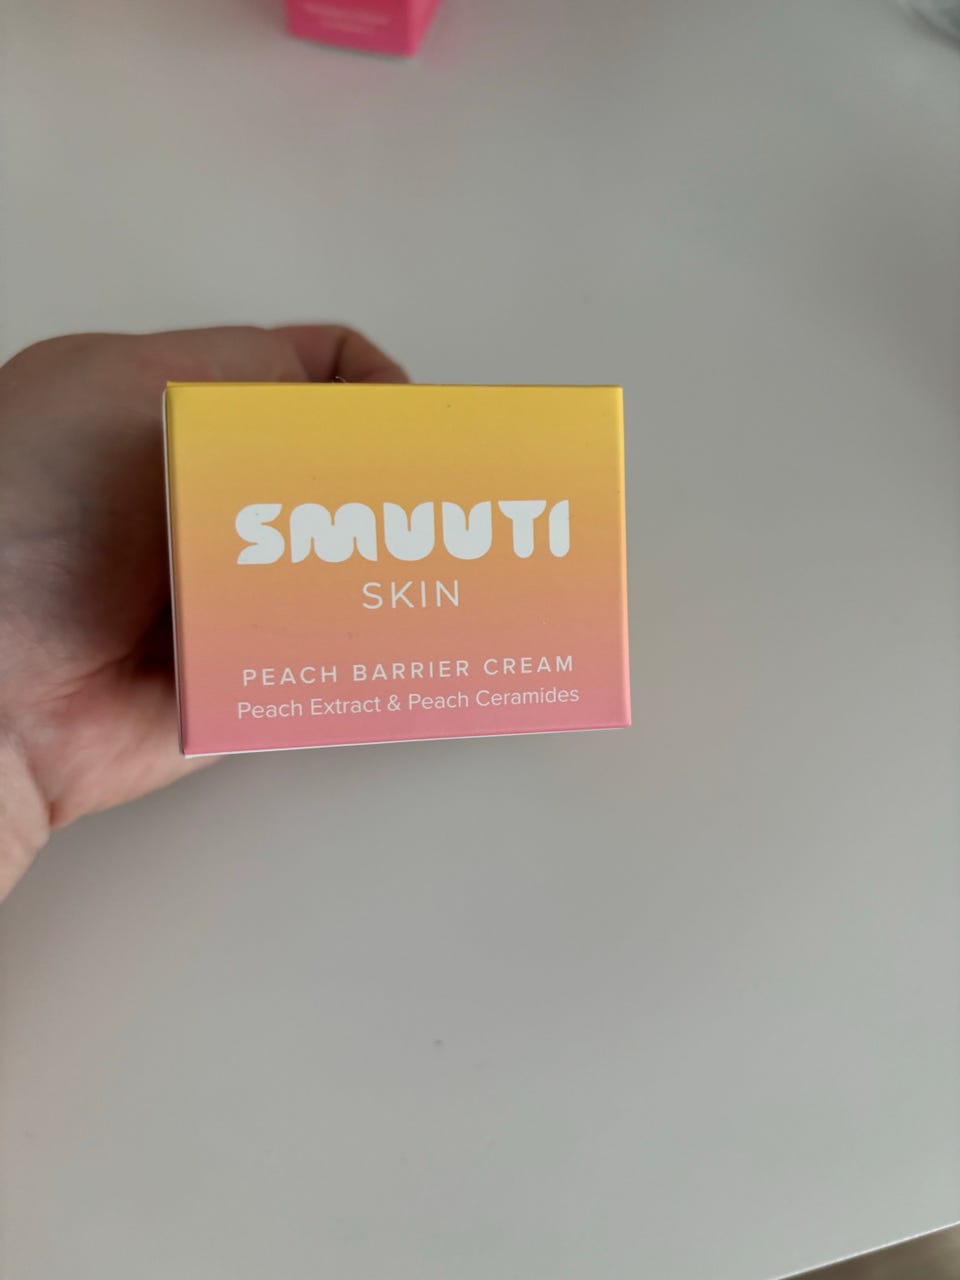 SMUUTI
SKIN
PEACH BARRIER CREAM
Peach Extract & Peach Ceramides